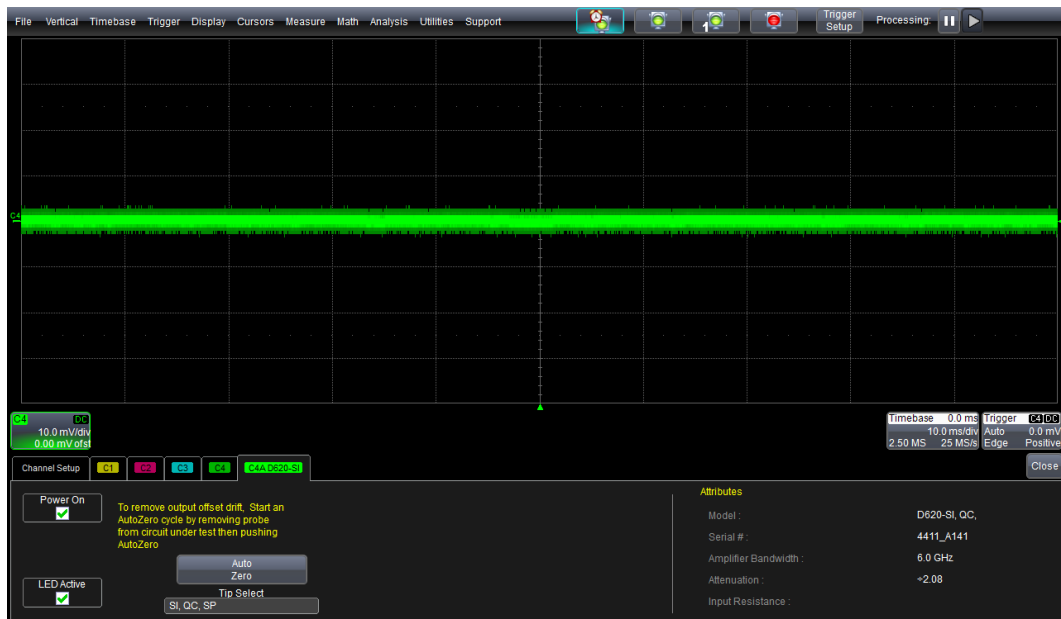 File Vertical Timebase Trigger Display Cursors Measure Math Analysis Utilities Support
1
Trigger Setup
Processing:
C4
C4 DC
10.0 mV/div
0.00 mV ofst
Timebase 0.0 ms
10.0 ms/div
2.50 MS 25 MS/s
Trigger C4 DC
Auto 0.0 mV
Edge Positive
Channel Setup C1 C2 C3 C4 C4A D620-SI
Close
Power On
To remove output offset drift, Start an
AutoZero cycle by removing probe
from circuit under test then pushing
AutoZero
Auto
Zero
LED Active
Tip Select
SI, QC, SP
Attributes
Model : D620-SI, QC,
Serial # : 4411_A141
Amplifier Bandwidth : 6.0 GHz
Attenuation : ÷2.08
Input Resistance :